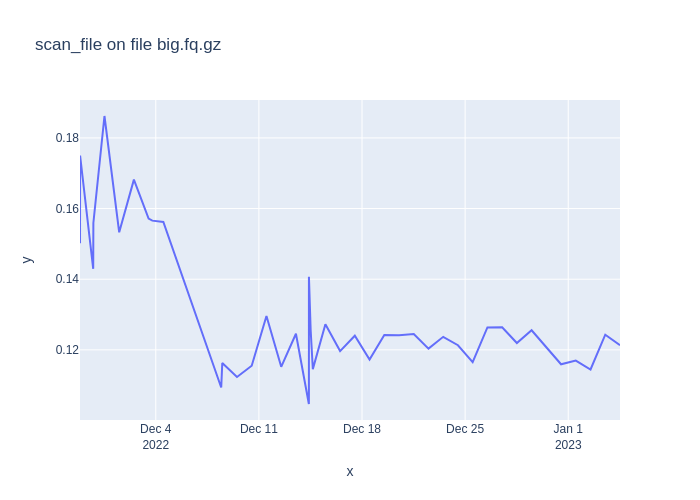 scan_file on file big.fq.gz
0.18
0.16
0.14
0.12
y
Dec 4
2022
Dec 11
Dec 18
Dec 25
Jan 1
2023
x